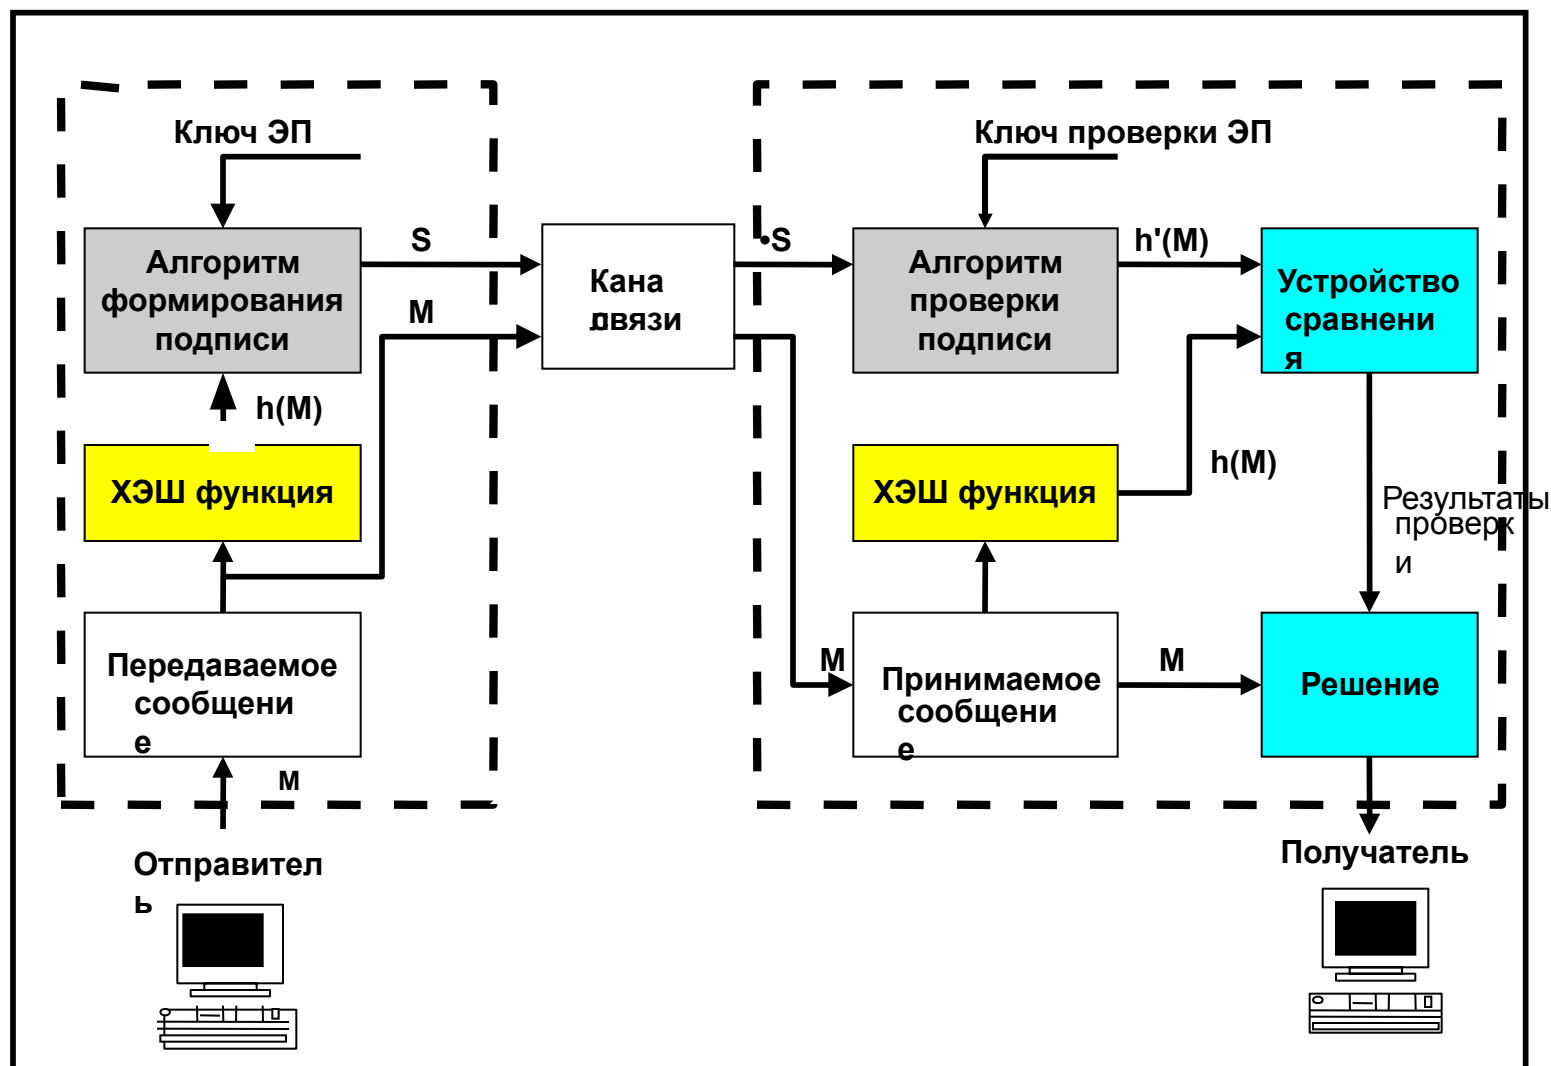 Ключ ЭП
Ключ проверки ЭП
S
•S
h'(M)
Алгоритм
формирования
подписи
M
Кана
л
связи
Алгоритм
проверки
подписи
Устройство
сравнени
я
h(M)
ХЭШ функция
ХЭШ функция
h(M)
Результаты
проверк
и
Передаваемое
сообщени
е
M
Принимаемое
сообщени
е
M
Решение
M
Отправител
ь
Получатель